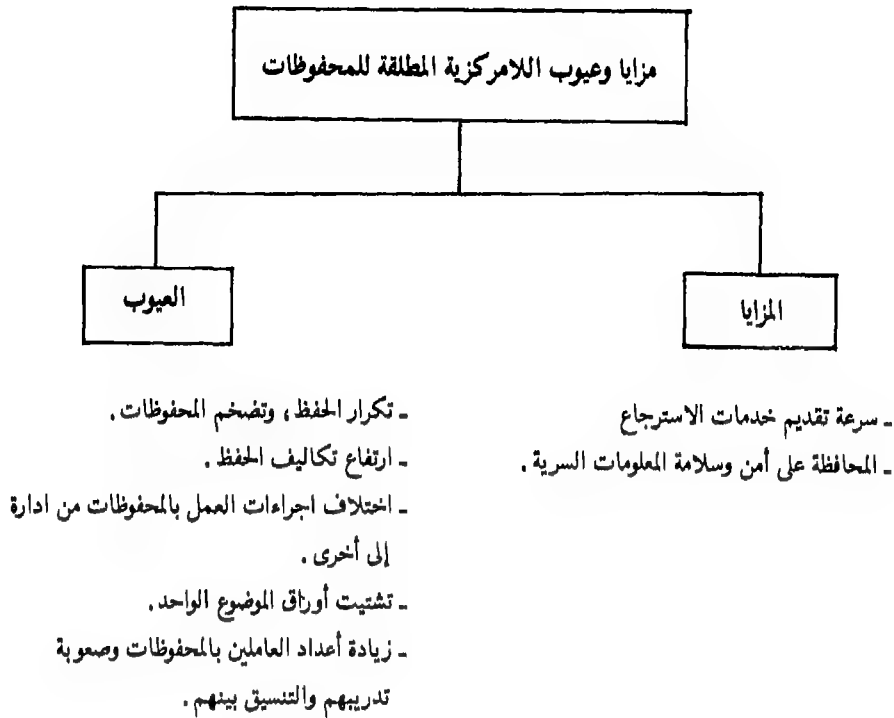 مزايا وعيوب اللامركزية المطلقة للمحفوظات
المزايا
ـ سرعة تقديم خدمات الاسترجاع
ـ المحافظة على أمن وسلامة المعلومات السرية .
العيوب
ـ تكرار الحفظ ، وتضخم المحفوظات .
ـ ارتفاع تكاليف الحفظ .
ـ اختلاف اجراءات العمل بالمحفوظات من ادارة
إلى أخرى .
ـ تشتيت أوراق الموضوع الواحد .
ـ زيادة أعداد العاملين بالمحفوظات وصعوبة
تدريبهم والتنسيق بينهم .